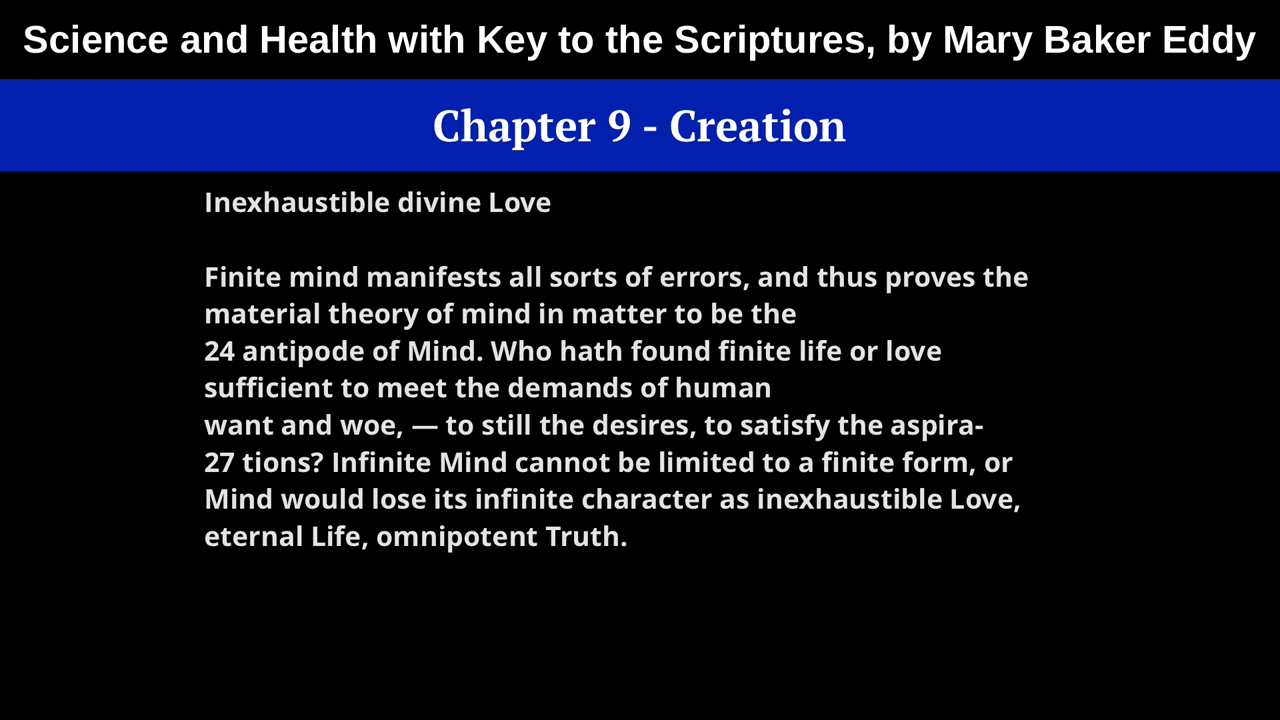 Science and Health with Key to the Scriptures, by Mary Baker Eddy
Chapter 9 - Creation
Inexhaustible divine Love
Finite mind manifests all sorts of errors, and thus proves the
material theory of mind in matter to be the
24 antipode of Mind. Who hath found finite life or love
sufficient to meet the demands of human
want and woe, — to still the desires, to satisfy the aspira-
27 tions? Infinite Mind cannot be limited to a finite form, or
Mind would lose its infinite character as inexhaustible Love,
eternal Life, omnipotent Truth.